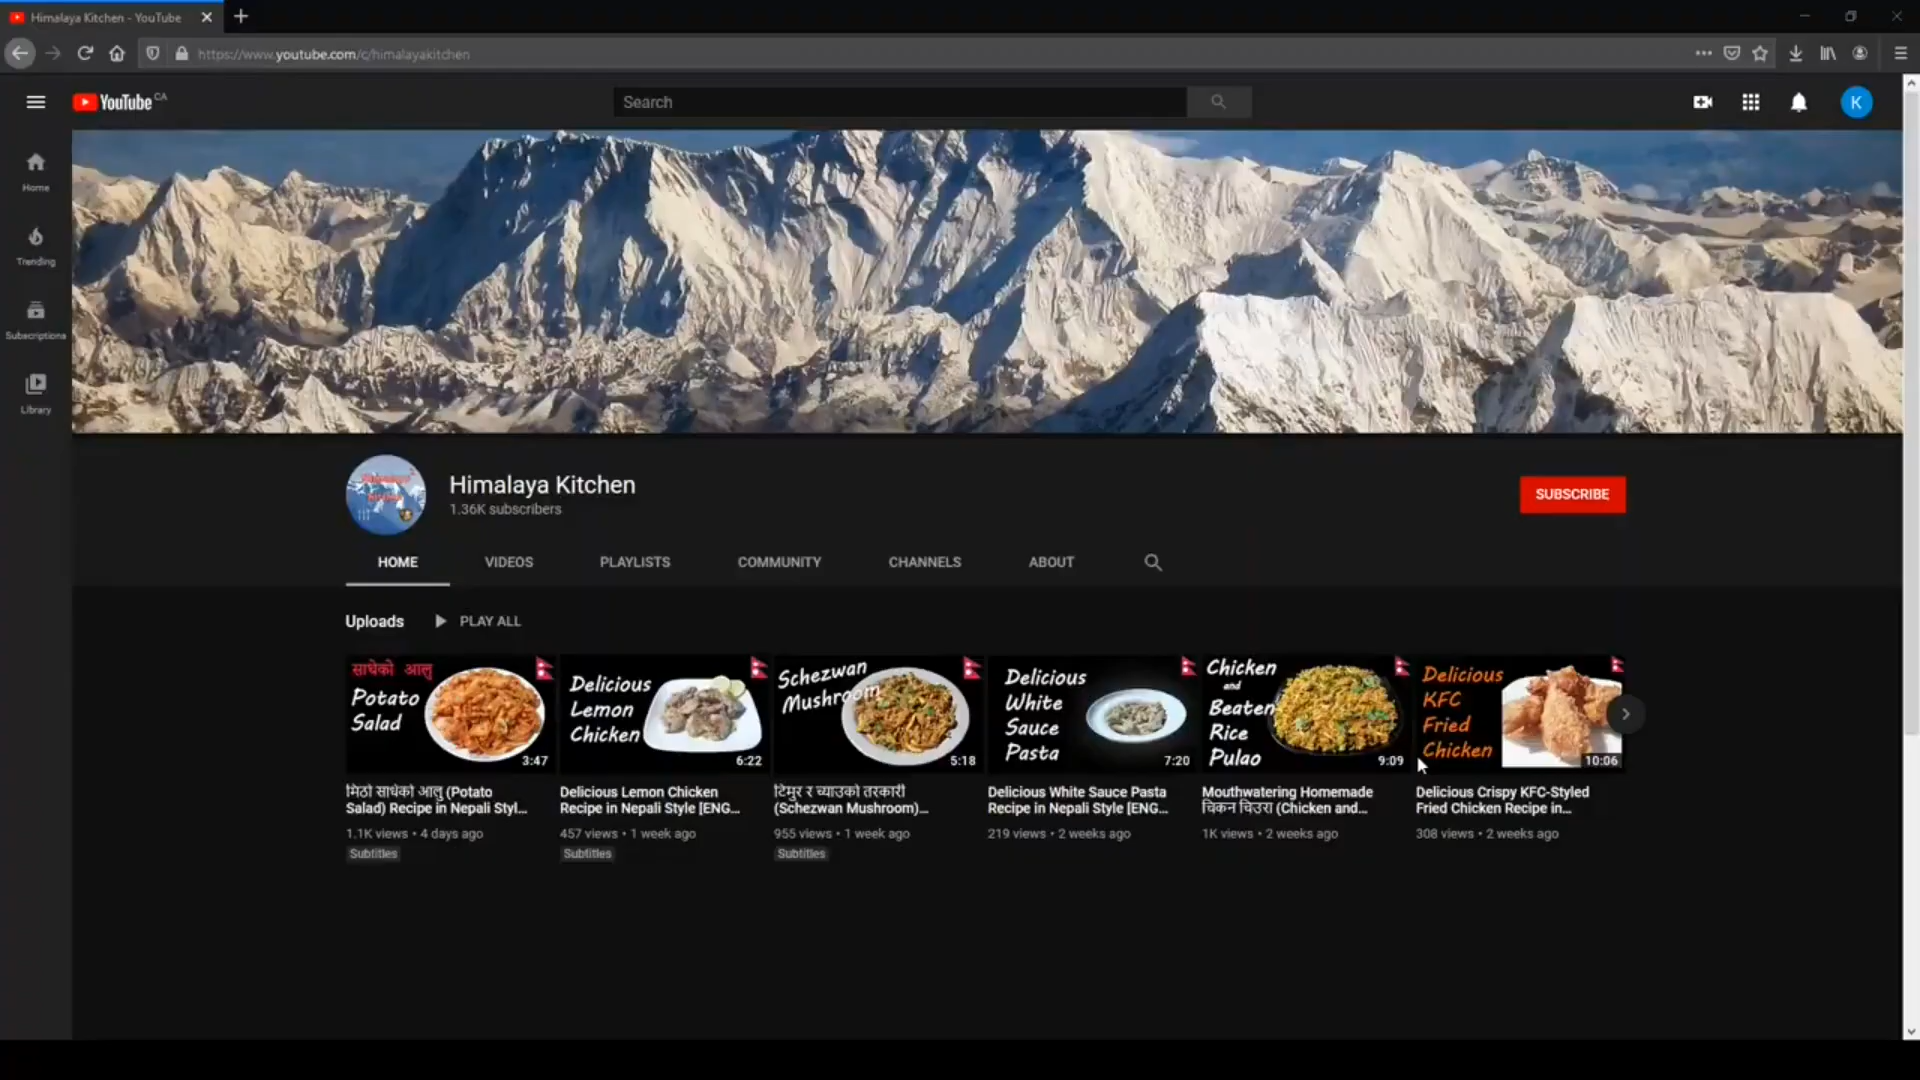 Himalaya Kitchen - YouTube
https://www.youtube.com/c/himalayakitchen
YouTube CA
Search
K
Home
Trending
Subscriptions
Library
Himalaya Kitchen
1.36K subscribers
SUBSCRIBE
HOME VIDEOS PLAYLISTS COMMUNITY CHANNELS ABOUT
Uploads PLAY ALL
साधेको आलु
Potato
Salad
3:47
Delicious
Lemon
Chicken
6:22
Schezwan
Mushroom
5:18
Delicious
White
Sauce
Pasta
7:20
Chicken
and
Beaten
Rice
Pulao
9:09
Delicious
KFC
Fried
Chicken
10:06
मिठो साधेको आलु (Potato
Salad) Recipe in Nepali Styl...
1.1K views • 4 days ago
Subtitles
Delicious Lemon Chicken
Recipe in Nepali Style [ENG...
457 views • 1 week ago
Subtitles
टिमुर र च्याउको तरकारी
(Schezwan Mushroom)...
955 views • 1 week ago
Subtitles
Delicious White Sauce Pasta
Recipe in Nepali Style [ENG...
219 views • 2 weeks ago
Mouthwatering Homemade
चिकन चिउरा (Chicken and...
1K views • 2 weeks ago
Delicious Crispy KFC-Styled
Fried Chicken Recipe in...
308 views • 2 weeks ago